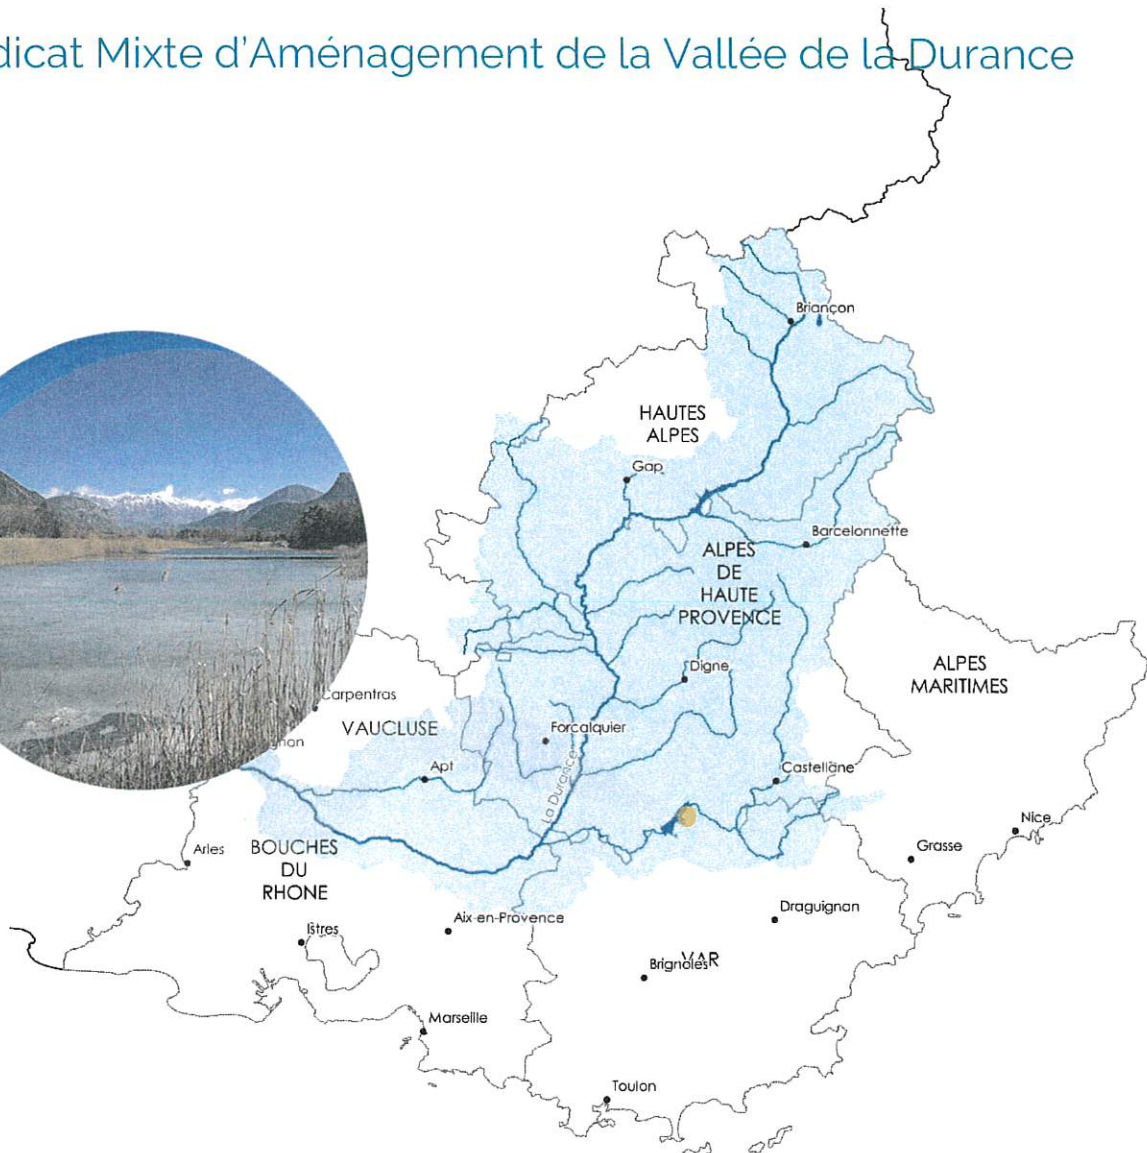 dicat Mixte d'Aménagement de la Vallée de la Durance
Briançon
HAUTES
ALPES
Gap
Barcelonnette
ALPES
DE
HAUTE
PROVENCE
Digne
ALPES
MARITIMES
Carpentras
VAUCLUSE
Forcalquier
gnon
Apt
La Durance
Castellane
Nice
Arles
BOUCHES
DU
RHONE
Grasse
Draguignan
Aix-en-Provence
Istres
VAR
Brignoles
Marseille
Toulon